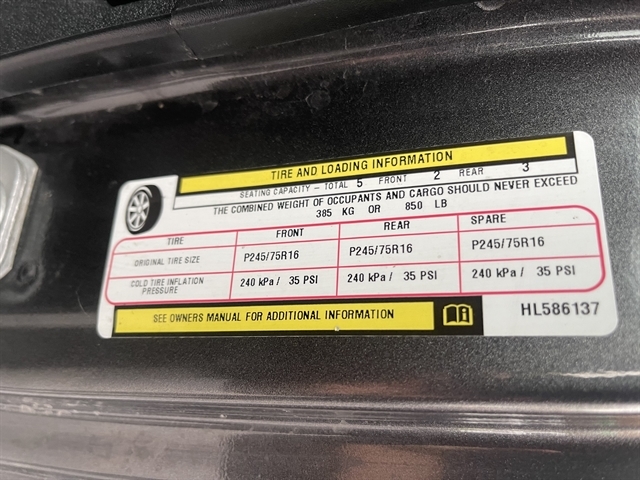 TIRE AND LOADING INFORMATION
SEATING CAPACITY - TOTAL 5 FRONT 2 REAR 3
THE COMBINED WEIGHT OF OCCUPANTS AND CARGO SHOULD NEVER EXCEED
385 KG OR 850 LB
TIRE FRONT REAR SPARE
ORIGINAL TIRE SIZE P245/75R16 P245/75R16 P245/75R16
COLD TIRE INFLATION PRESSURE 240 kPa / 35 PSI 240 kPa / 35 PSI 240 kPa / 35 PSI
SEE OWNERS MANUAL FOR ADDITIONAL INFORMATION
HL586137